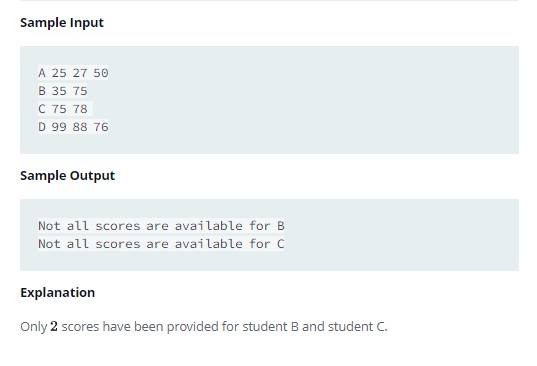 Sample Input
A 25 27 50
B 35 75
C 75 78
D 99 88 76
Sample Output
Not all scores are available for B
Not all scores are available for C
Explanation
Only 2 scores have been provided for student B and student C.